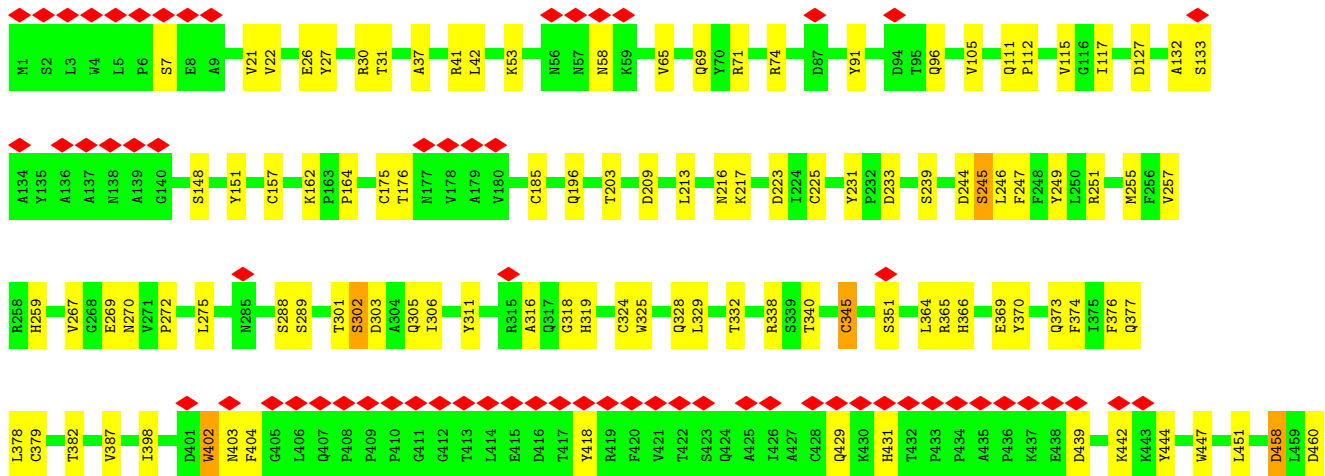 M1 S2 L3 W4 L5 P6 S7 E8 A9 V21 V22 E26 Y27 R30 T31 A37 R41 L42 K53 N56 N57 N58 K59 V65 Q69 Y70 R71 R74 D87 Y91 D94 T95 Q96 V105 Q111 P112 V115 G116 I117 D127 A132 S133
A134 Y135 A136 A137 N138 A139 G140 S148 Y151 C157 K162 P163 P164 C175 T176 N177 V178 A179 V180 C185 Q196 T203 D209 L213 N216 K217 D223 I224 C225 Y231 P232 D233 S239 D244 S245 L246 F247 F248 Y249 L250 R251 M255 F256 V257
R258 H259 V267 G268 E269 N270 V271 P272 L275 N285 S288 S289 T301 S302 D303 A304 Q305 I306 Y311 R315 A316 Q317 G318 H319 C324 W325 Q328 L329 T332 R338 S339 T340 C345 S351 L364 R365 H366 E369 Y370 Q373 F374 I375 F376 Q377
L378 C379 T382 V387 I398 D401 W402 N403 F404 G405 L406 Q407 P408 P409 P410 G411 G412 T413 L414 E415 D416 T417 Y418 R419 F420 V421 T422 S423 Q424 A425 I426 A427 C428 Q429 K430 H431 T432 P433 P434 A435 P436 K437 E438 D439 K442 K443 Y444 W447 L451 D458 L459 D460